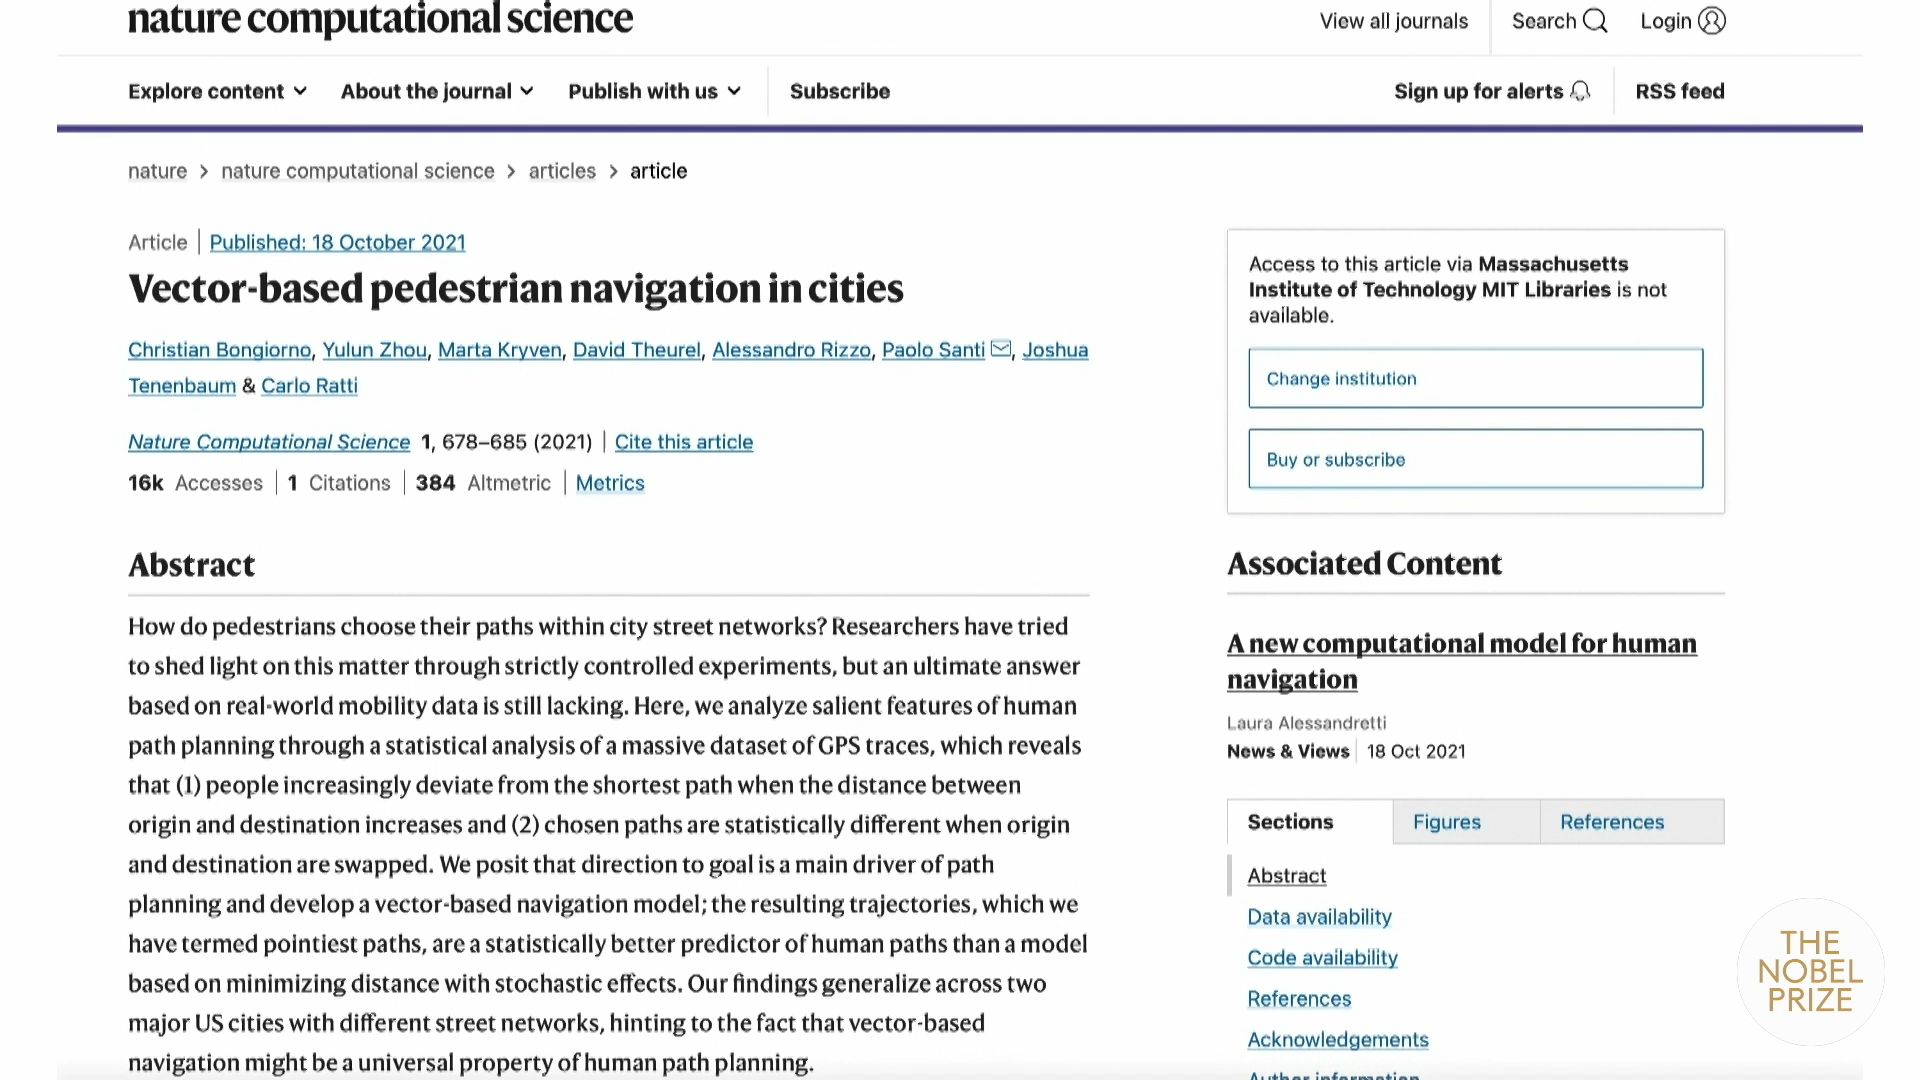 nature computational science
View all journals
Search
Login
Explore content
About the journal
Publish with us
Subscribe
Sign up for alerts
RSS feed
nature > nature computational science > articles > article
Article | Published: 18 October 2021
Vector-based pedestrian navigation in cities
Christian Bongiorno, Yulun Zhou, Marta Kryven, David Theurel, Alessandro Rizzo, Paolo Santi, Joshua
Tenenbaum & Carlo Ratti
Nature Computational Science 1, 678–685 (2021) | Cite this article
16k Accesses | 1 Citations | 384 Altmetric | Metrics
Abstract
How do pedestrians choose their paths within city street networks? Researchers have tried
to shed light on this matter through strictly controlled experiments, but an ultimate answer
based on real-world mobility data is still lacking. Here, we analyze salient features of human
path planning through a statistical analysis of a massive dataset of GPS traces, which reveals
that (1) people increasingly deviate from the shortest path when the distance between
origin and destination increases and (2) chosen paths are statistically different when origin
and destination are swapped. We posit that direction to goal is a main driver of path
planning and develop a vector-based navigation model; the resulting trajectories, which we
have termed pointiest paths, are a statistically better predictor of human paths than a model
based on minimizing distance with stochastic effects. Our findings generalize across two
major US cities with different street networks, hinting to the fact that vector-based
navigation might be a universal property of human path planning.
Access to this article via Massachusetts
Institute of Technology MIT Libraries is not
available.
Change institution
Buy or subscribe
Associated Content
A new computational model for human
navigation
Laura Alessandretti
News & Views | 18 Oct 2021
Sections
Figures
References
Abstract
Data availability
Code availability
References
Acknowledgements
Author information
THE
NOBEL
PRIZE